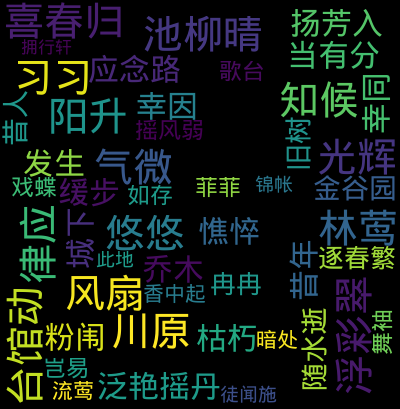 喜春归
池柳晴
扬芳入
拥行轩
当有分
习习
应念路
歌台
知候
幸回
昔人
阳升
幸因
摇风弱
旧树
光辉
发生
气微
戏蝶
缓步
如存
菲菲
锦帐
金谷园
律应
城下
悠悠
憔悴
林莺
此地
乔木
逐春繁
昔年
台馆动
风扇
香中起
冉冉
浮彩翠
粉闱
川原
枯朽
暗处
随水逝
舞袖
岂易
流莺
泛艳摇丹
徒闻施